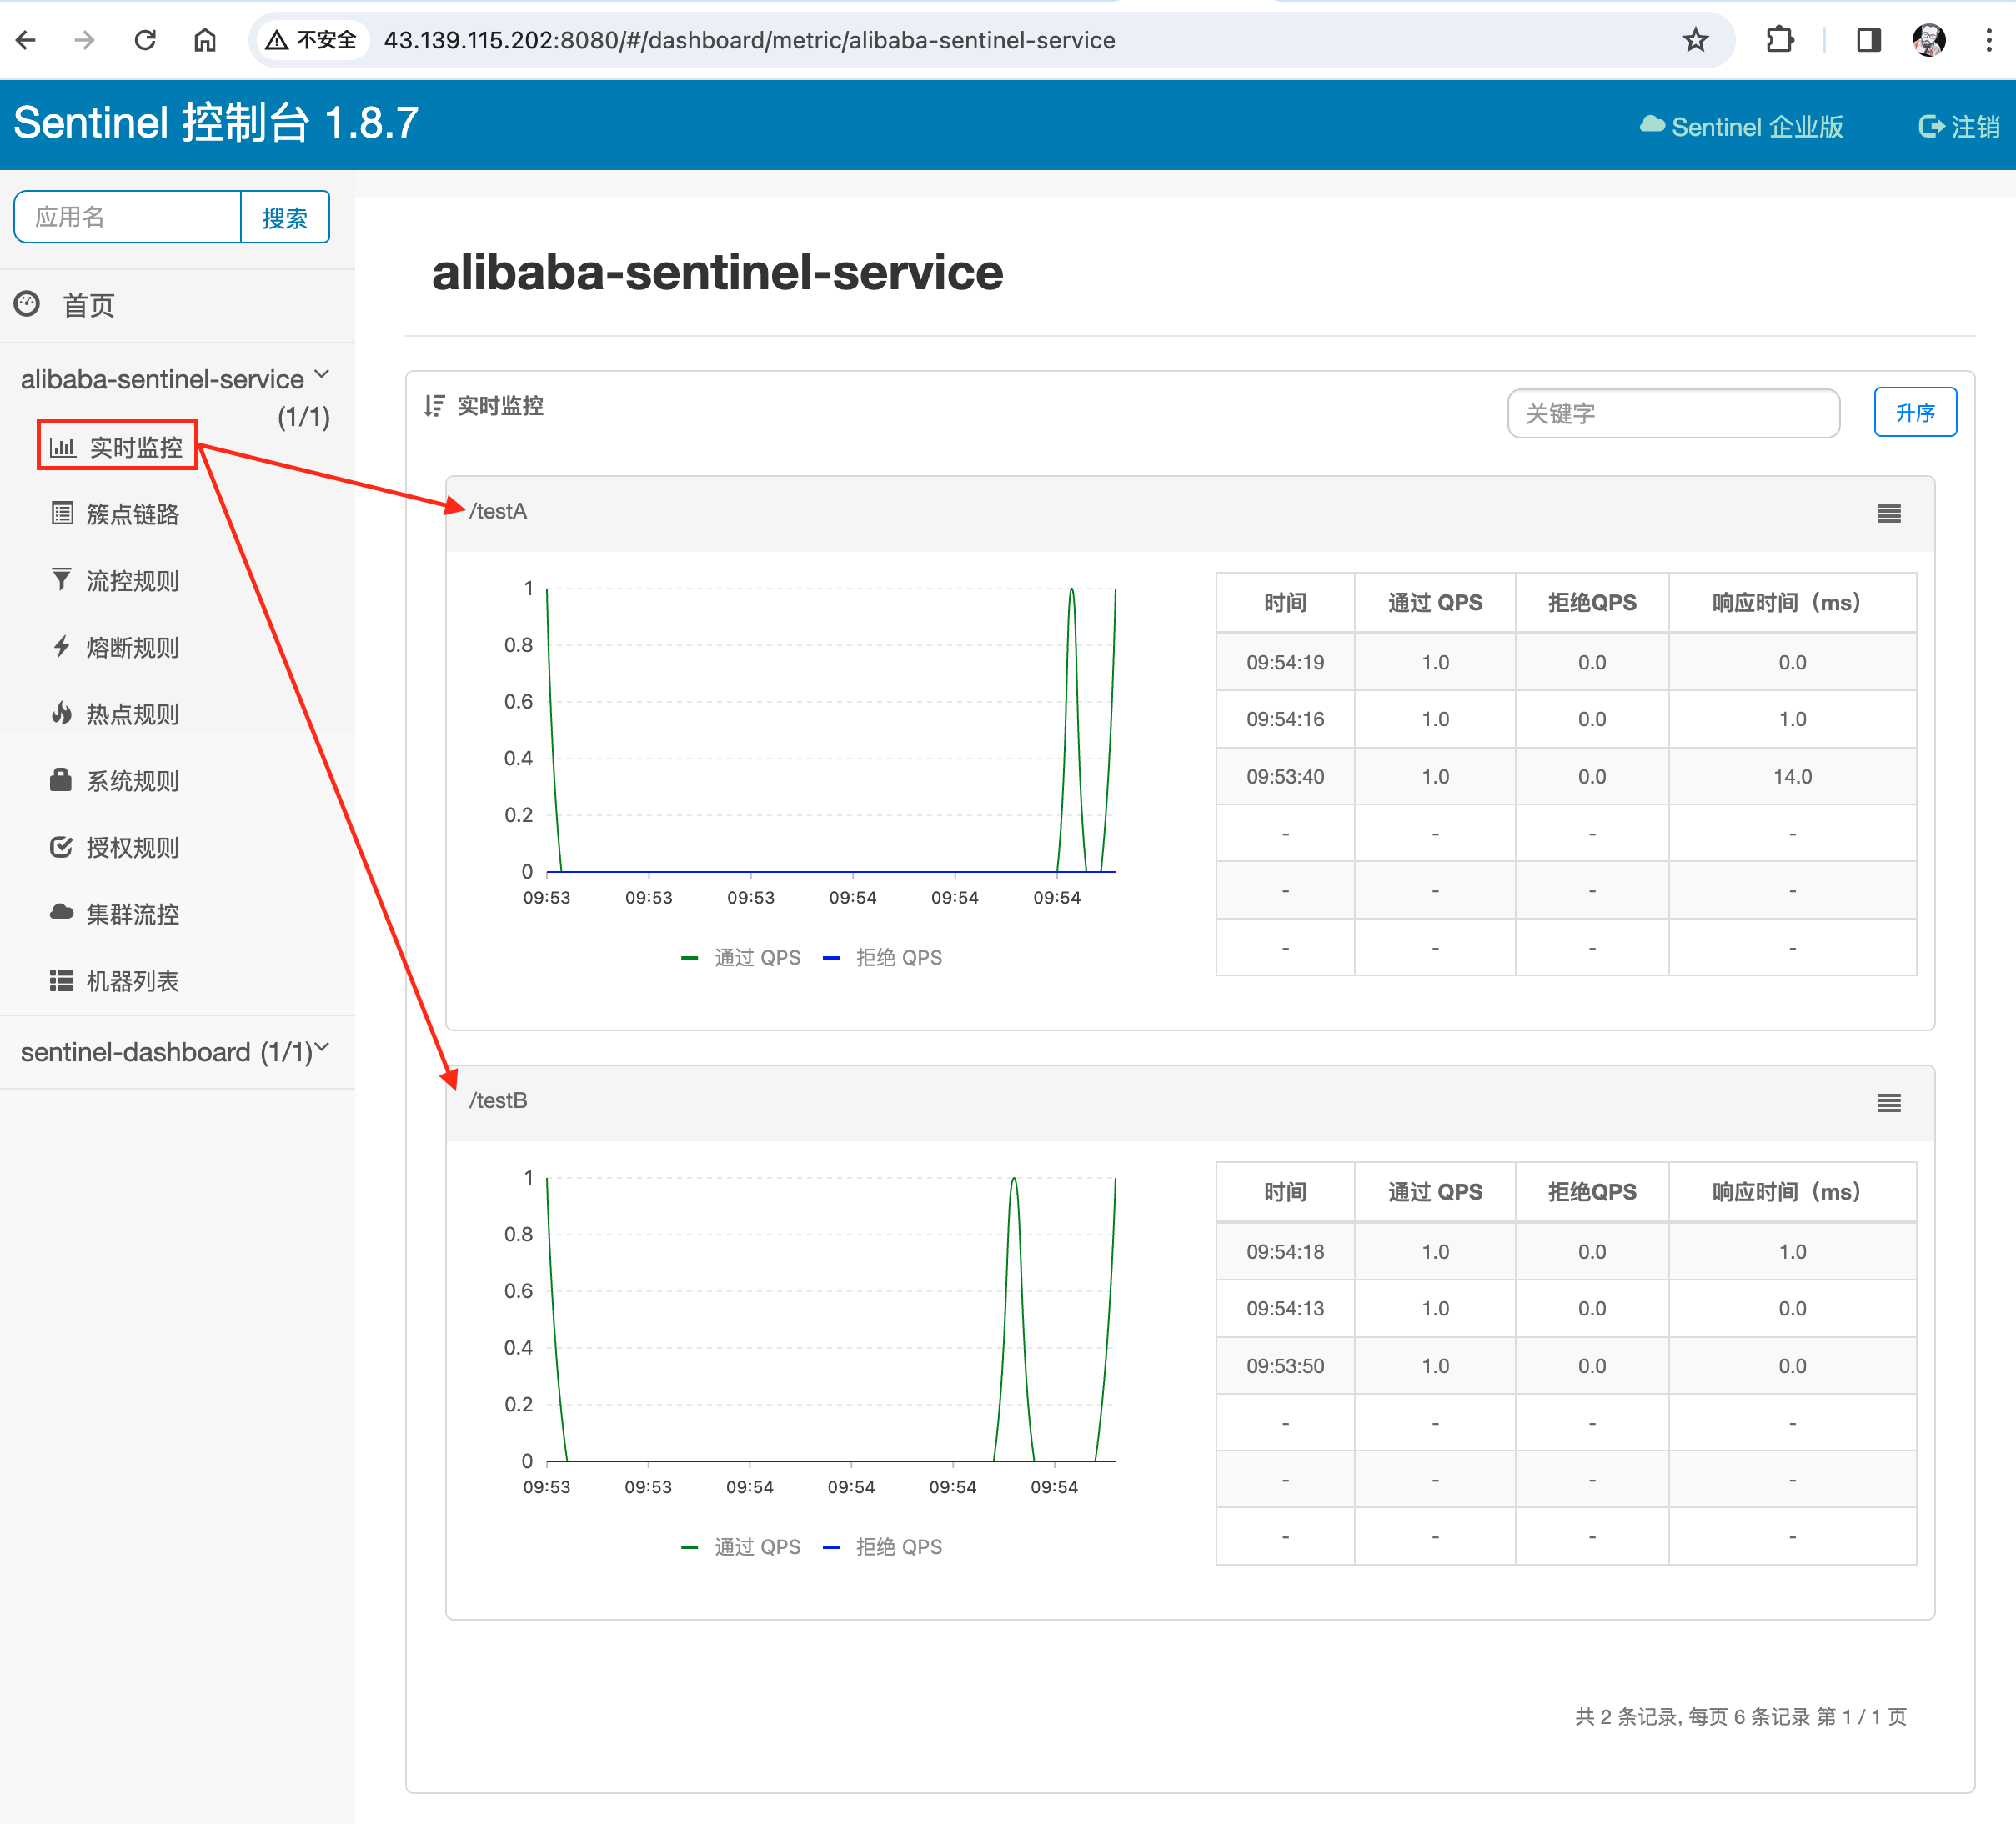 不安全 43.139.115.202:8080/#/dashboard/metric/alibaba-sentinel-service
Sentinel 控制台 1.8.7
Sentinel 企业版
注销
应用名
搜索
首页
alibaba-sentinel-service
(1/1)
实时监控
簇点链路
流控规则
熔断规则
热点规则
系统规则
授权规则
集群流控
机器列表
sentinel-dashboard (1/1)
alibaba-sentinel-service
实时监控
关键字
升序
/testA
1
0.8
0.6
0.4
0.2
0
09:53 09:53 09:53 09:54 09:54 09:54
通过 QPS 拒绝 QPS
时间 通过 QPS 拒绝QPS 响应时间（ms）
09:54:19 1.0 0.0 0.0
09:54:16 1.0 0.0 1.0
09:53:40 1.0 0.0 14.0
- - - -
- - - -
- - - -
/testB
1
0.8
0.6
0.4
0.2
0
09:53 09:53 09:54 09:54 09:54 09:54
通过 QPS 拒绝 QPS
时间 通过 QPS 拒绝QPS 响应时间（ms）
09:54:18 1.0 0.0 1.0
09:54:13 1.0 0.0 0.0
09:53:50 1.0 0.0 0.0
- - - -
- - - -
- - - -
共 2 条记录, 每页 6 条记录 第 1 / 1 页